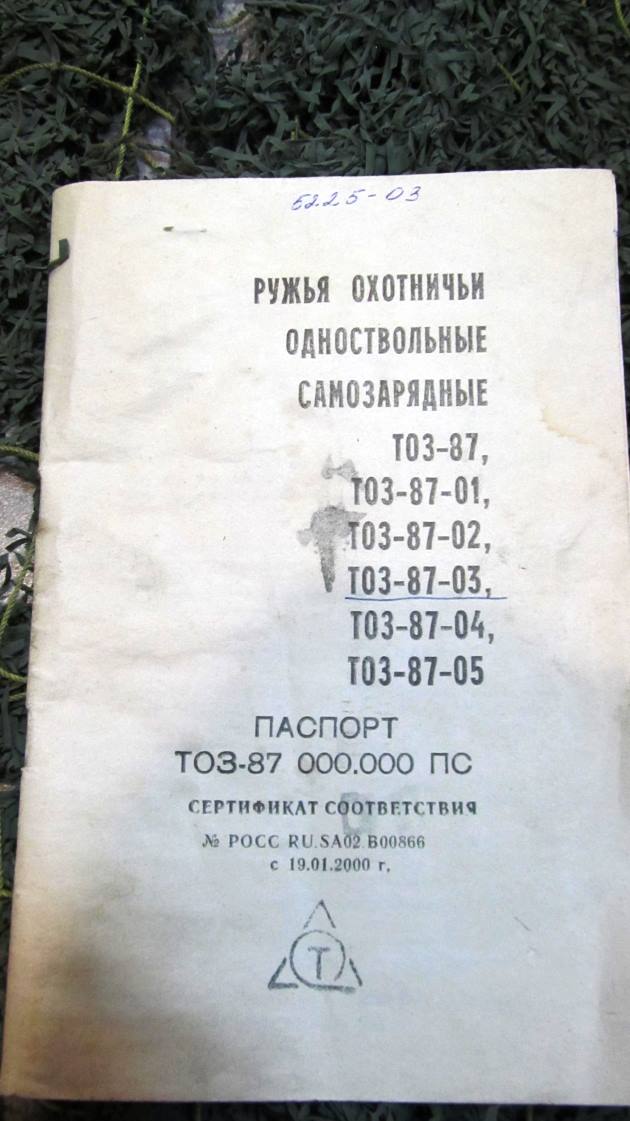 5225-03
РУЖЬЯ ОХОТНИЧЬИ
ОДНОСТВОЛЬНЫЕ
САМОЗАРЯДНЫЕ
ТОЗ-87,
ТОЗ-87-01,
ТОЗ-87-02,
ТОЗ-87-03,
ТОЗ-87-04,
ТОЗ-87-05
ПАСПОРТ
ТОЗ-87 000.000 ПС
СЕРТИФИКАТ СООТВЕТСТВИЯ
№ РОСС RU.SA02.B00866
с 19.01.2000 г.
Т